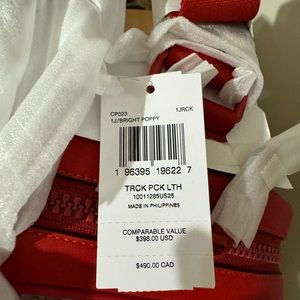 CP023 1JRCK
1J/BRIGHT POPPY
1 96395 19622 7
TRCK PCK LTH
10011285US25
MADE IN PHILIPPINES
COMPARABLE VALUE
$398.00 USD
$490.00 CAD